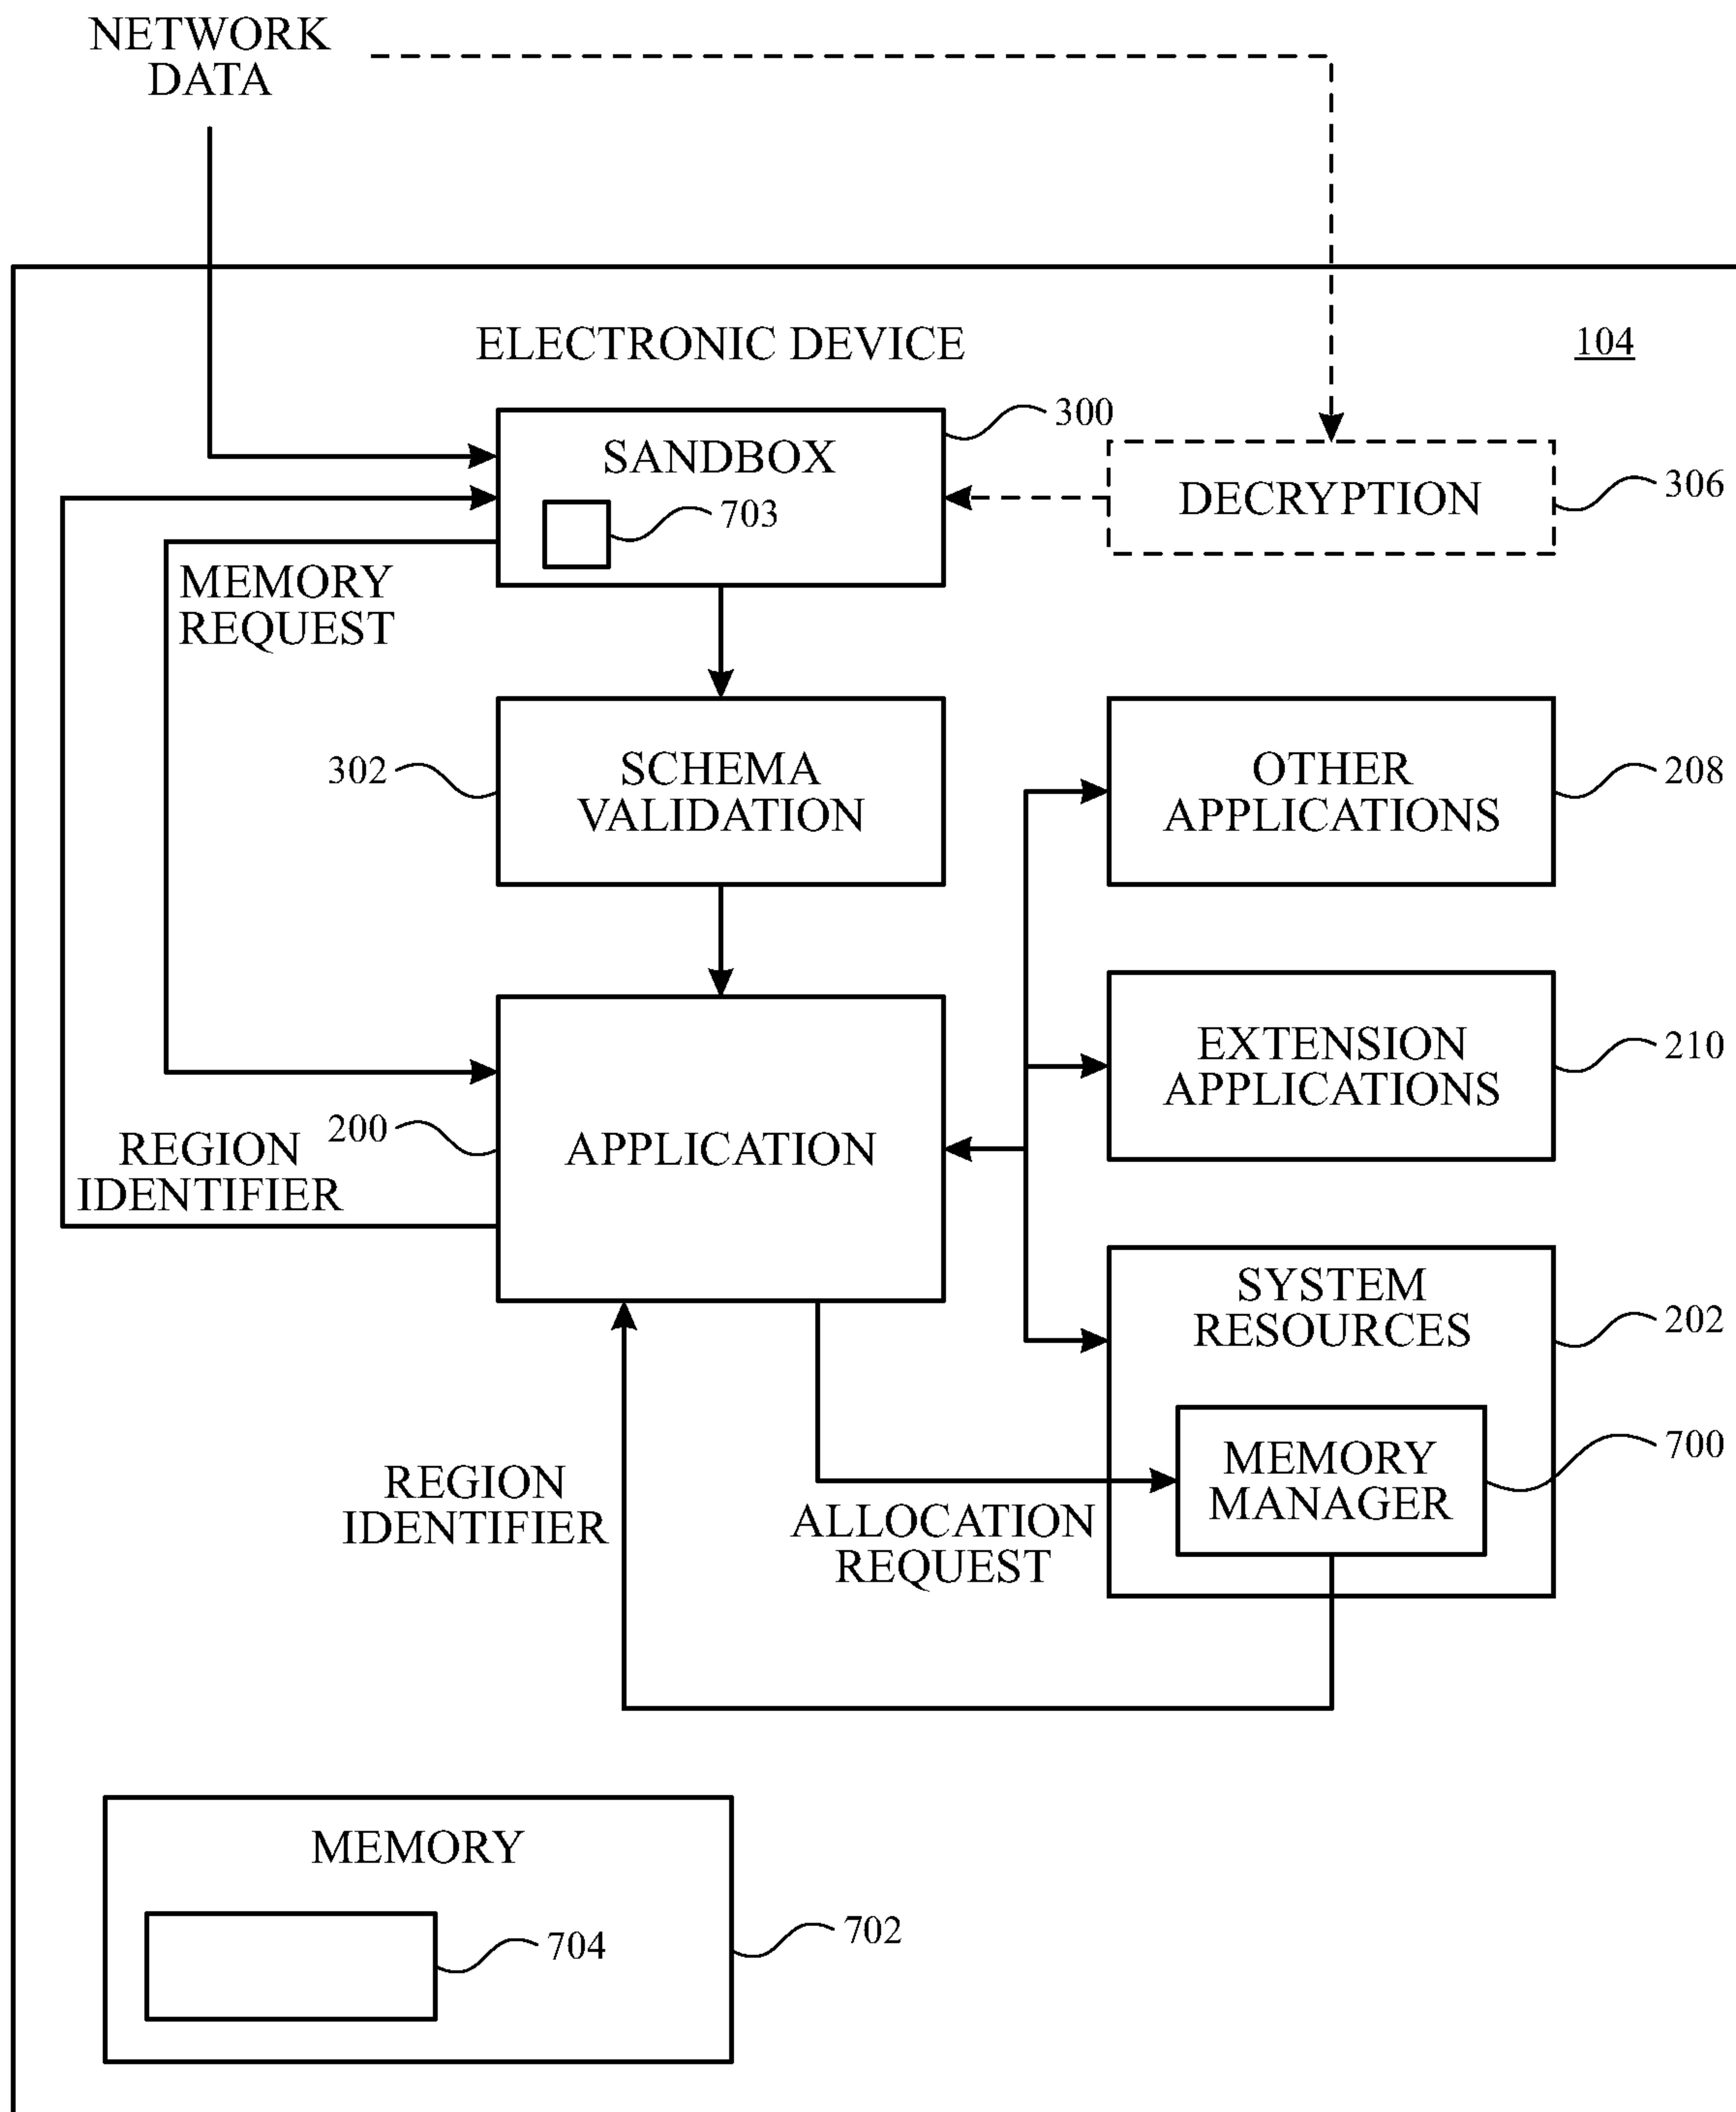 NETWORK
DATA
ELECTRONIC DEVICE
104
300
SANDBOX
703
DECRYPTION
306
MEMORY
REQUEST
302
SCHEMA
VALIDATION
OTHER
APPLICATIONS
208
EXTENSION
APPLICATIONS
210
REGION
IDENTIFIER
200
APPLICATION
SYSTEM
RESOURCES
202
MEMORY
MANAGER
700
REGION
IDENTIFIER
ALLOCATION
REQUEST
MEMORY
704
702